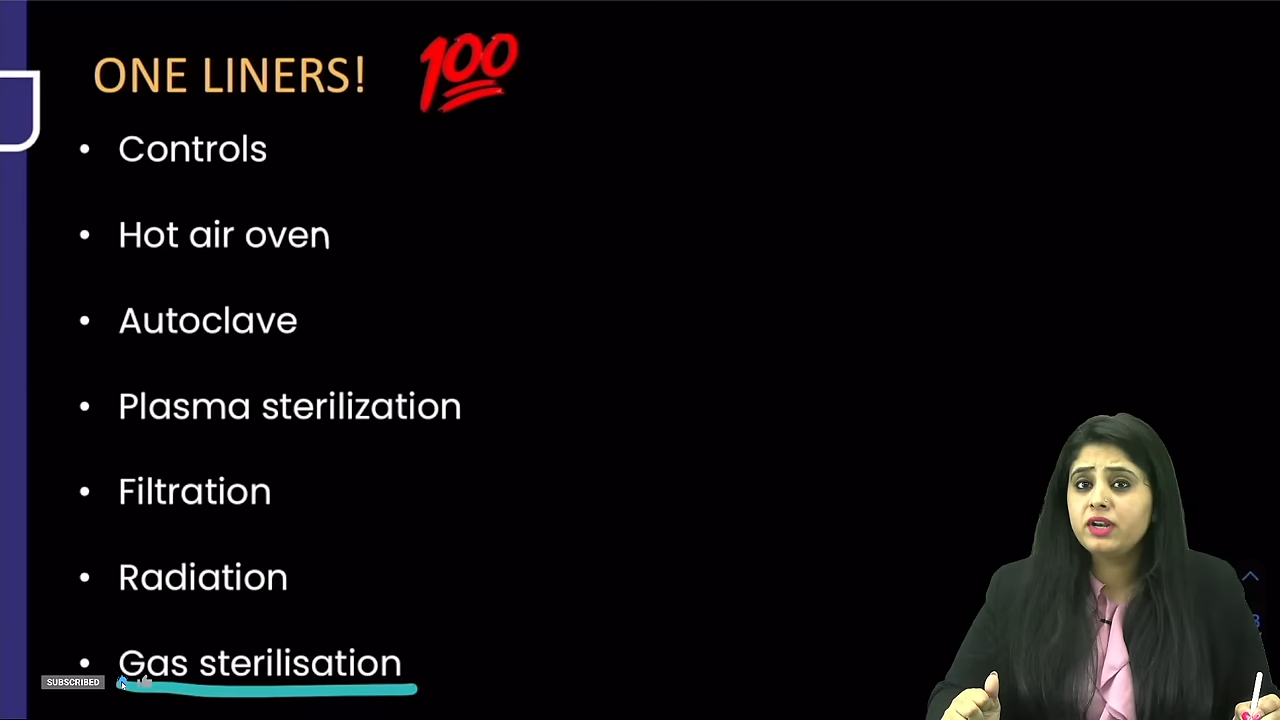 ONE LINERS! 💯
• Controls
• Hot air oven
• Autoclave
• Plasma sterilization
• Filtration
• Radiation
• Gas sterilisation
SUBSCRIBED